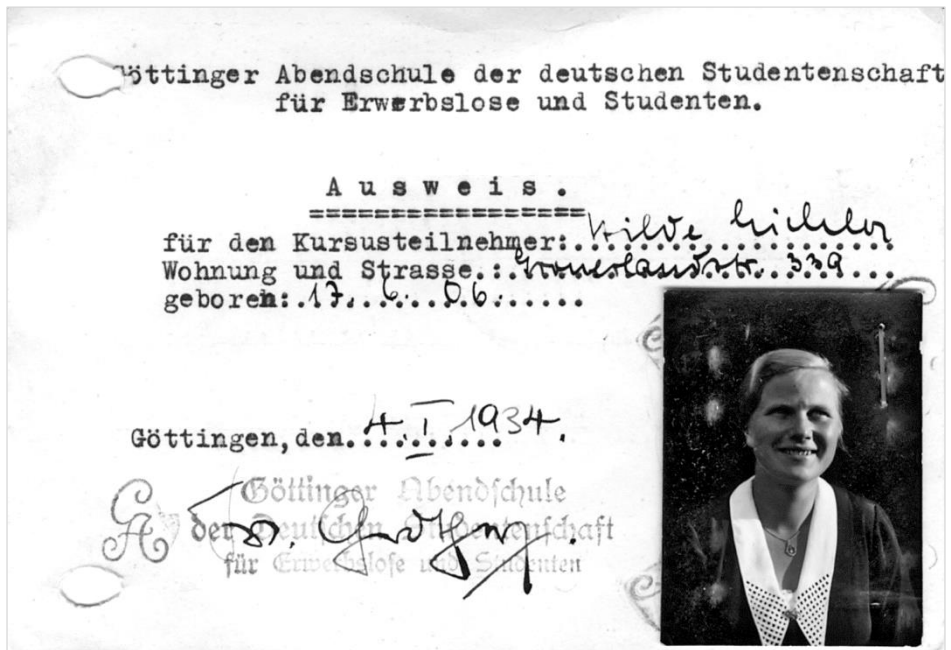 Göttinger Abendschule der deutschen Studentenschaft
für Erwerbslose und Studenten.
Ausweis.
für den Kursusteilnehmer: Hilde
Wohnung und Strasse.: 339
geboren: 17. 6. 06.
Göttingen, den 4. I 1934.
GA
Göttinger Abendschule
der Deutschen Studentenschaft
für Erwerbslose und Studenten